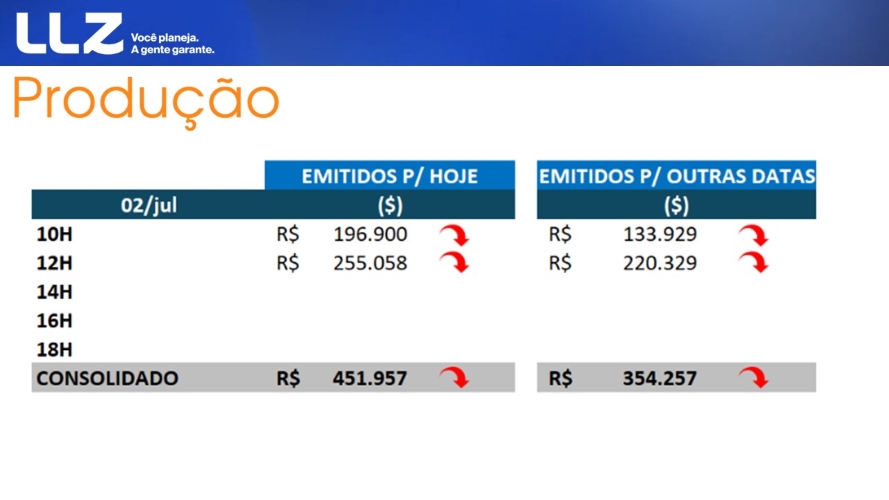 LLZ
Você planeja.
A gente garante.
Produção
EMITIDOS P/ HOJE EMITIDOS P/ OUTRAS DATAS
02/jul ($) ($)
10H R$ 196.900 R$ 133.929
12H R$ 255.058 R$ 220.329
14H
16H
18H
CONSOLIDADO R$ 451.957 R$ 354.257